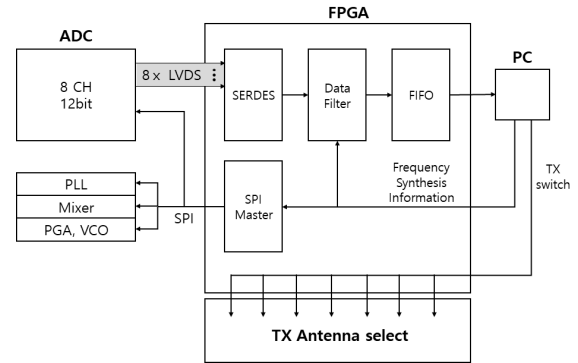 FPGA
ADC
8 CH
12bit
8 x LVDS
SERDES
Data
Filter
FIFO
PC
PLL
Mixer
PGA, VCO
SPI
SPI
Master
Frequency
Synthesis
Information
TX
switch
TX Antenna select